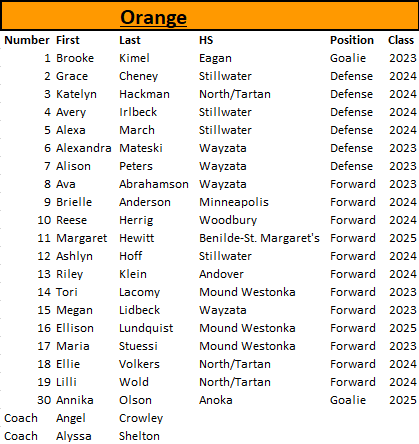 Orange
Number First Last HS Position Class
1 Brooke Kimel Eagan Goalie 2023
2 Grace Cheney Stillwater Defense 2024
3 Katelyn Hackman North/Tartan Defense 2023
4 Avery Irlbeck Stillwater Defense 2024
5 Alexa March Stillwater Defense 2024
6 Alexandra Mateski Wayzata Defense 2023
7 Alison Peters Wayzata Defense 2023
8 Ava Abrahamson Wayzata Forward 2023
9 Brielle Anderson Minneapolis Forward 2024
10 Reese Herrig Woodbury Forward 2024
11 Margaret Hewitt Benilde-St. Margaret's Forward 2025
12 Ashlyn Hoff Stillwater Forward 2024
13 Riley Klein Andover Forward 2024
14 Tori Lacomy Mound Westonka Forward 2023
15 Megan Lidbeck Wayzata Forward 2023
16 Ellison Lundquist Mound Westonka Forward 2025
17 Maria Stuessi Mound Westonka Forward 2023
18 Ellie Volkers North/Tartan Forward 2024
19 Lilli Wold North/Tartan Forward 2024
30 Annika Olson Anoka Goalie 2025
Coach Angel Crowley
Coach Alyssa Shelton